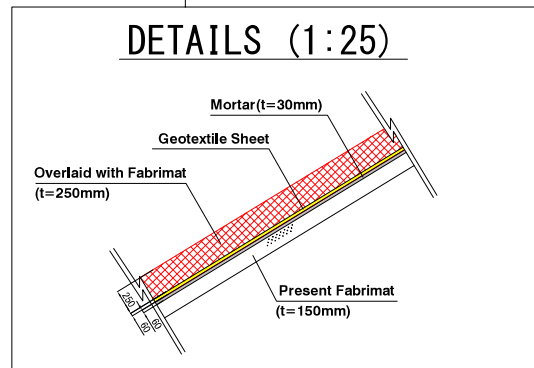 DETAILS (1:25)
Mortar(t=30mm)
Geotextile Sheet
Overlaid with Fabrimat
(t=250mm)
250
60
60
Present Fabrimat
(t=150mm)